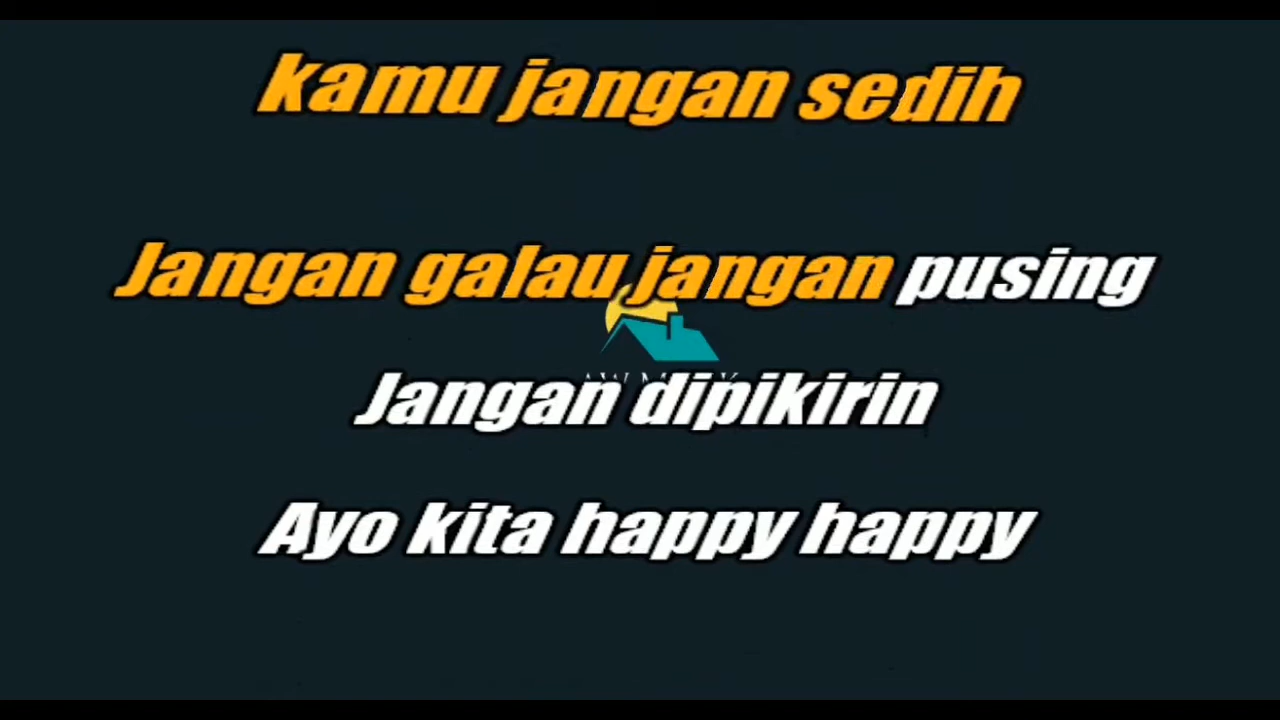 kamu jangan sedih
Jangan galau jangan pusing
Jangan dipikirin
Ayo kita happy happy